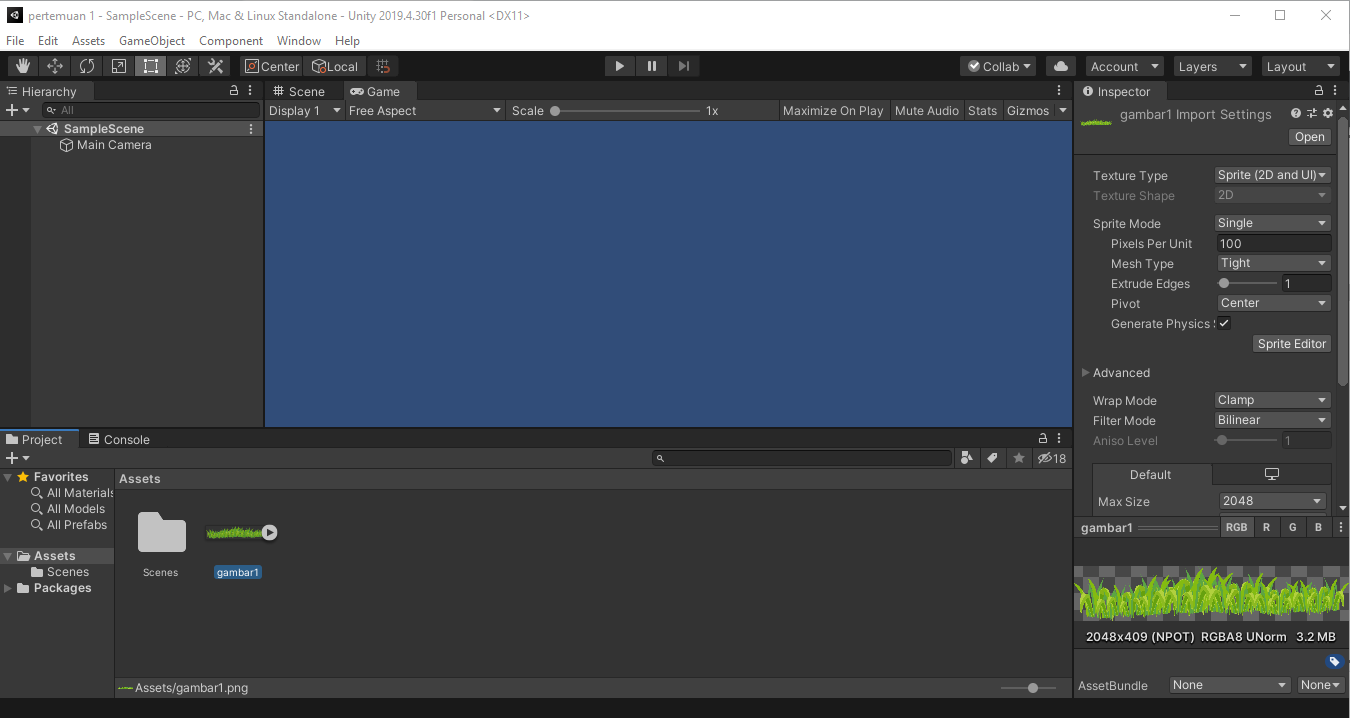 pertemuan 1 - SampleScene - PC, Mac & Linux Standalone - Unity 2019.4.30f1 Personal <DX11>
File Edit Assets GameObject Component Window Help
Center Local Collab Account Layers Layout
Hierarchy
All
SampleScene
Main Camera
Scene Game
Display 1 Free Aspect Scale 1x Maximize On Play Mute Audio Stats Gizmos
Inspector
gambar1 Import Settings
Open
Texture Type Sprite (2D and UI)
Texture Shape 2D
Sprite Mode Single
Pixels Per Unit 100
Mesh Type Tight
Extrude Edges 1
Pivot Center
Generate Physics
Sprite Editor
Advanced
Wrap Mode Clamp
Filter Mode Bilinear
Aniso Level 1
Default
Max Size 2048
gambar1 RGB R G B
2048x409 (NPOT) RGBA8 UNorm 3.2 MB
AssetBundle None None
Project Console
18
Favorites
All Materials
All Models
All Prefabs
Assets
Scenes
Packages
Assets
Scenes gambar1
Assets/gambar1.png